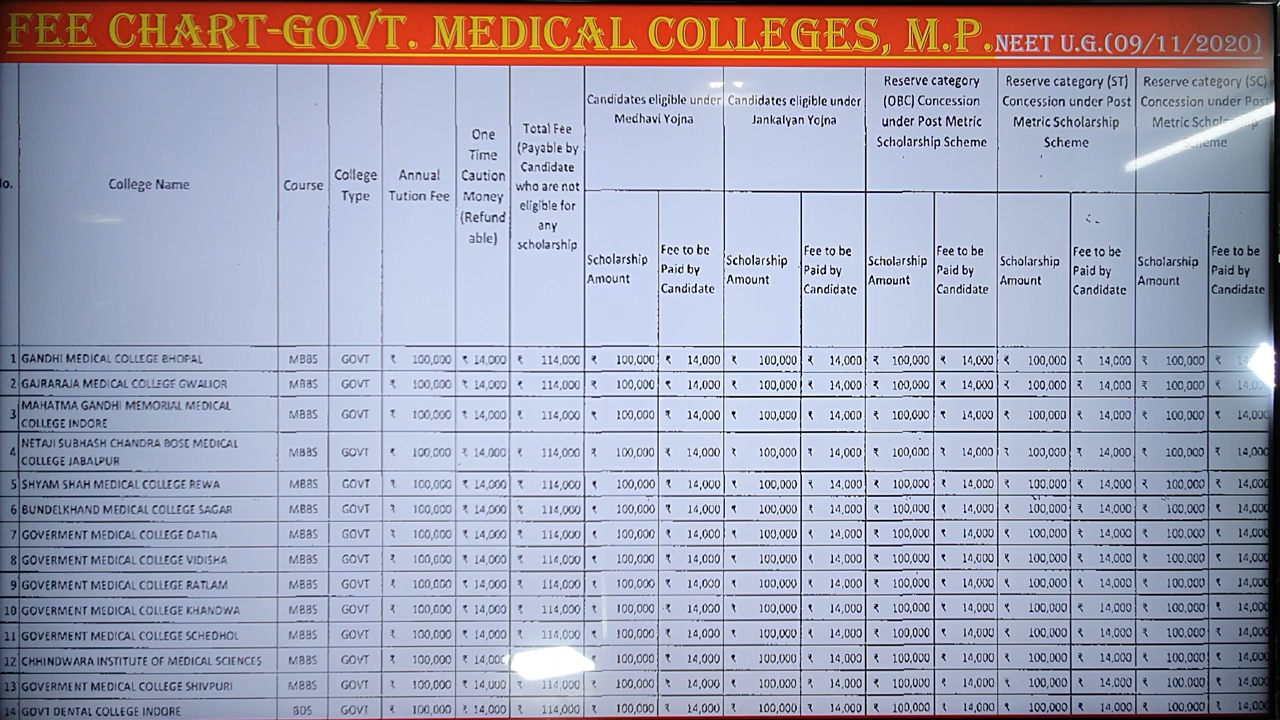 FEE CHART-GOVT. MEDICAL COLLEGES, M.P. NEET U.G.(09/11/2020)
Candidates eligible under Medhavi Yojna
Candidates eligible under Jankalyan Yojna
Reserve category (OBC) Concession under Post Metric Scholarship Scheme
Reserve category (ST) Concession under Post Metric Scholarship Scheme
Reserve category (SC) Concession under Post Metric
College Name Course College Type Annual Tution Fee One Time Caution Money (Refund able) Total Fee (Payable by Candidate who are not eligible for any scholarship
Scholarship Amount Fee to be Paid by Candidate Scholarship Amount Fee to be Paid by Candidate Scholarship Amount Fee to be Paid by Candidate Scholarship Amount Fee to be Paid by Candidate Scholarship Amount Fee to be Paid by Candidate
1 GANDHI MEDICAL COLLEGE BHOPAL MBBS GOVT ₹ 100,000 ₹ 14,000 ₹ 114,000 ₹ 100,000 ₹ 14,000 ₹ 100,000 ₹ 14,000 ₹ 100,000 ₹ 14,000 ₹ 100,000 ₹ 14,000 ₹ 100,000 ₹
2 GAJRARAJA MEDICAL COLLEGE GWALIOR MBBS GOVT ₹ 100,000 ₹ 14,000 ₹ 114,000 ₹ 100,000 ₹ 14,000 ₹ 100,000 ₹ 14,000 ₹ 100,000 ₹ 14,000 ₹ 100,000 ₹ 14,000 ₹ 100,000 ₹
3 MAHATMA GANDHI MEMORIAL MEDICAL COLLEGE INDORE MBBS GOVT ₹ 100,000 ₹ 14,000 ₹ 114,000 ₹ 100,000 ₹ 14,000 ₹ 100,000 ₹ 14,000 ₹ 100,000 ₹ 14,000 ₹ 100,000 ₹ 14,000 ₹ 100,000 ₹ 14,000
4 NETAJI SUBHASH CHANDRA BOSE MEDICAL COLLEGE JABALPUR MBBS GOVT ₹ 100,000 ₹ 14,000 ₹ 114,000 ₹ 100,000 ₹ 14,000 ₹ 100,000 ₹ 14,000 ₹ 100,000 ₹ 14,000 ₹ 100,000 ₹ 14,000 ₹ 100,000 ₹ 14,000
5 SHYAM SHAH MEDICAL COLLEGE REWA MBBS GOVT ₹ 100,000 ₹ 14,000 ₹ 114,000 ₹ 100,000 ₹ 14,000 ₹ 100,000 ₹ 14,000 ₹ 100,000 ₹ 14,000 ₹ 100,000 ₹ 14,000 ₹ 100,000 ₹ 14,000
6 BUNDELKHAND MEDICAL COLLEGE SAGAR MBBS GOVT ₹ 100,000 ₹ 14,000 ₹ 114,000 ₹ 100,000 ₹ 14,000 ₹ 100,000 ₹ 14,000 ₹ 100,000 ₹ 14,000 ₹ 100,000 ₹ 14,000 ₹ 100,000 ₹ 14,000
7 GOVERMENT MEDICAL COLLEGE DATIA MBBS GOVT ₹ 100,000 ₹ 14,000 ₹ 114,000 ₹ 100,000 ₹ 14,000 ₹ 100,000 ₹ 14,000 ₹ 100,000 ₹ 14,000 ₹ 100,000 ₹ 14,000 ₹ 100,000 ₹ 14,000
8 GOVERMENT MEDICAL COLLEGE VIDISHA MBBS GOVT ₹ 100,000 ₹ 14,000 ₹ 114,000 ₹ 100,000 ₹ 14,000 ₹ 100,000 ₹ 14,000 ₹ 100,000 ₹ 14,000 ₹ 100,000 ₹ 14,000 ₹ 100,000 ₹ 14,000
9 GOVERMENT MEDICAL COLLEGE RATLAM MBBS GOVT ₹ 100,000 ₹ 14,000 ₹ 114,000 ₹ 100,000 ₹ 14,000 ₹ 100,000 ₹ 14,000 ₹ 100,000 ₹ 14,000 ₹ 100,000 ₹ 14,000 ₹ 100,000 ₹ 14,000
10 GOVERMENT MEDICAL COLLEGE KHANDWA MBBS GOVT ₹ 100,000 ₹ 14,000 ₹ 114,000 ₹ 100,000 ₹ 14,000 ₹ 100,000 ₹ 14,000 ₹ 100,000 ₹ 14,000 ₹ 100,000 ₹ 14,000 ₹ 100,000 ₹ 14,000
11 GOVERMENT MEDICAL COLLEGE SCHEDHOL MBBS GOVT ₹ 100,000 ₹ 14,000 ₹ 114,000 ₹ 100,000 ₹ 14,000 ₹ 100,000 ₹ 14,000 ₹ 100,000 ₹ 14,000 ₹ 100,000 ₹ 14,000 ₹ 100,000 ₹ 14,000
12 CHHINDWARA INSTITUTE OF MEDICAL SCIENCES MBBS GOVT ₹ 100,000 ₹ 14,000 ₹ 100,000 ₹ 14,000 ₹ 100,000 ₹ 14,000 ₹ 100,000 ₹ 14,000 ₹ 100,000 ₹ 14,000 ₹ 100,000 ₹ 14,000
13 GOVERMENT MEDICAL COLLEGE SHIVPURI MBBS GOVT ₹ 100,000 ₹ 14,000 ₹ 114,000 ₹ 100,000 ₹ 14,000 ₹ 100,000 ₹ 14,000 ₹ 100,000 ₹ 14,000 ₹ 100,000 ₹ 14,000 ₹ 100,000 ₹ 14,000
14 GOVT DENTAL COLLEGE INDORE BDS GOVT ₹ 100,000 ₹ 14,000 ₹ 114,000 ₹ 100,000 ₹ 14,000 ₹ 100,000 ₹ 14,000 ₹ 100,000 ₹ 14,000 ₹ 100,000 ₹ 14,000 ₹ 100,000 ₹ 14,000